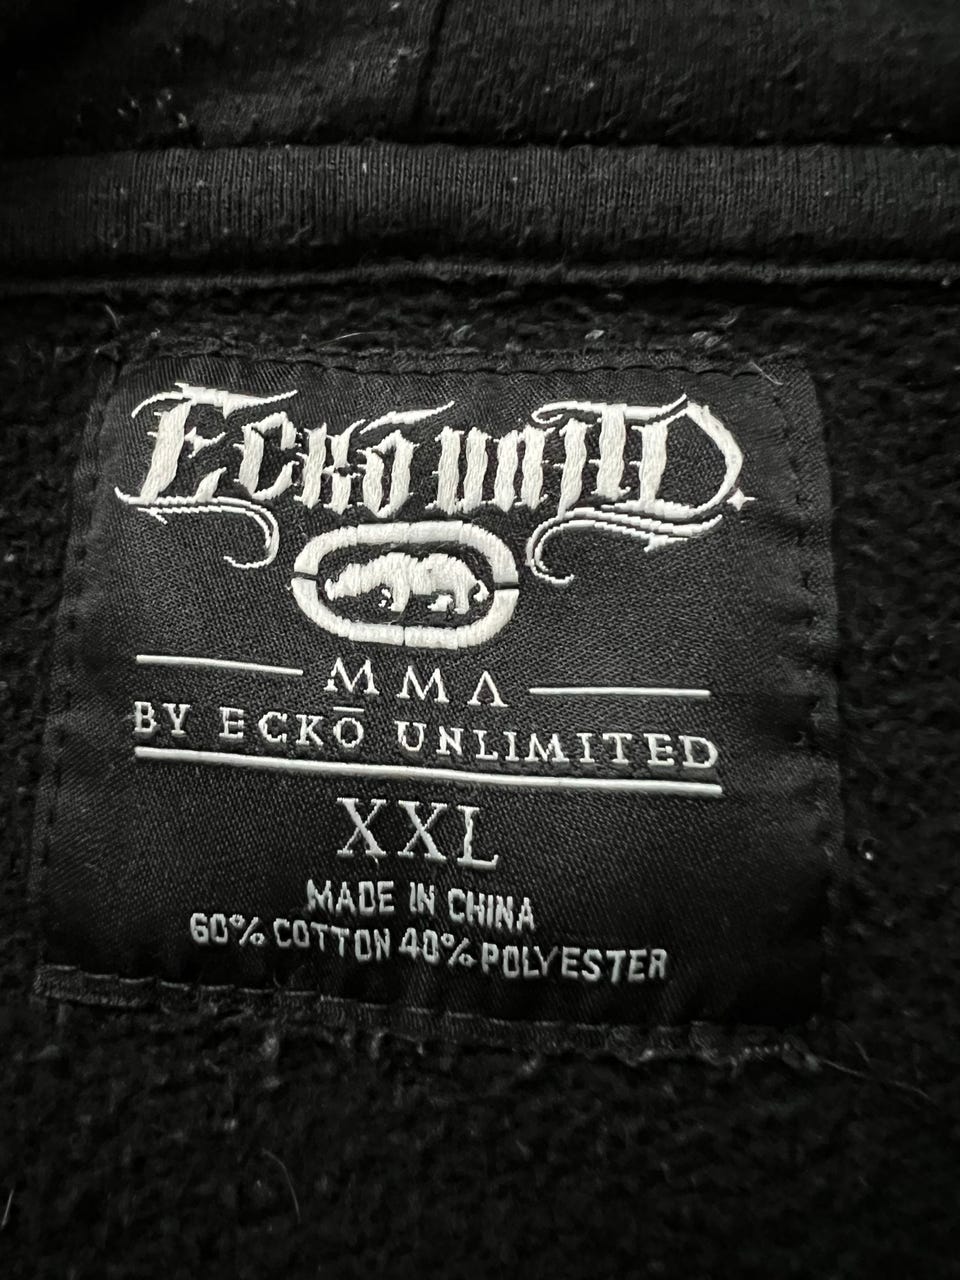 Ecko unltd.
MMA
BY ECKŌ UNLIMITED
XXL
MADE IN CHINA
60% COTTON 40% POLYESTER